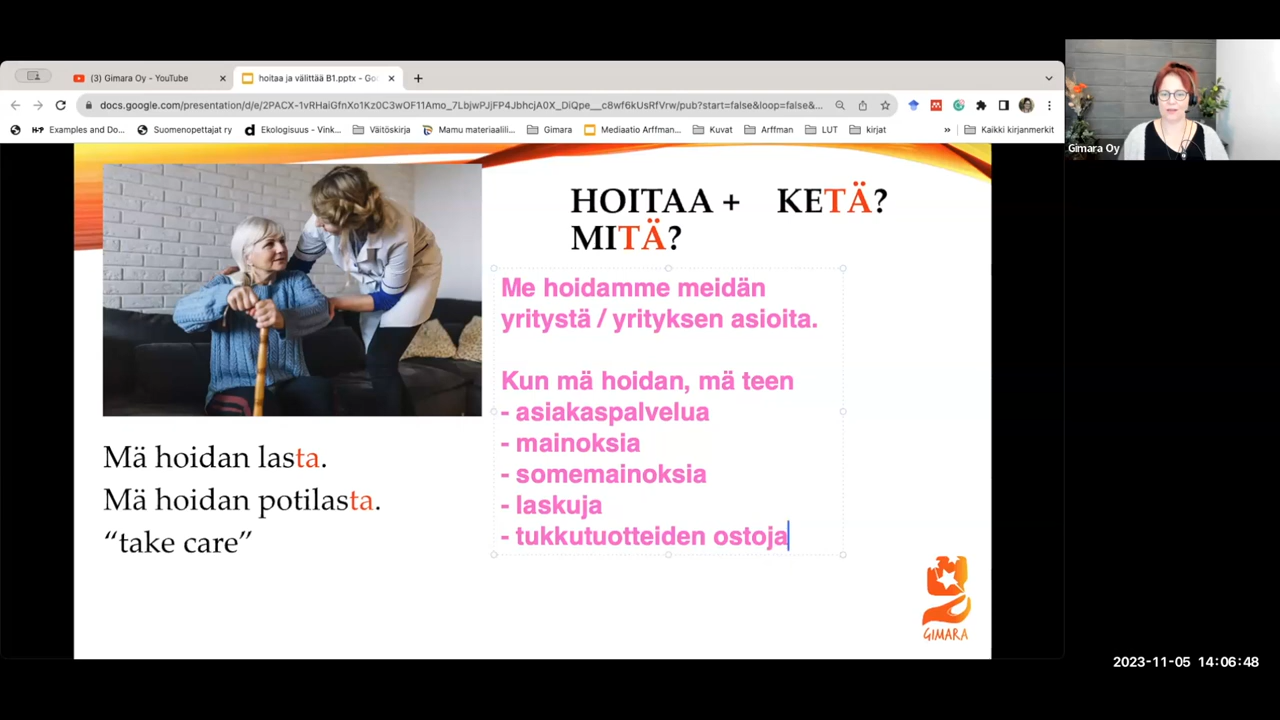 (3) Gimara Oy - YouTube
hoitaa ja välittää B1.pptx - Goo
docs.google.com/presentation/d/e/2PACX-1vRHaiGfnXo1Kz0C3wOF11Amo_7LbjwPJjFP4JbhcjA0X_DiQpe__c8wf6kUsRfVrw/pub?start=false&loop=false&...
Examples and Do...
Suomenopettajat ry
Ekologisuus - Vink...
Väitöskirja
Mamu materiaalili...
Gimara
Mediaatio Arffman...
Kuvat
Arffman
LUT
kirjat
»
Kaikki kirjanmerkit
Gimara Oy
HOITAA + KETÄ?
MITÄ?
Me hoidamme meidän
yritystä / yrityksen asioita.
Kun mä hoidan, mä teen
- asiakaspalvelua
- mainoksia
- somemainoksia
- laskuja
- tukkutuotteiden ostoja
Mä hoidan lasta.
Mä hoidan potilasta.
“take care”
GIMARA
2023-11-05 14:06:48